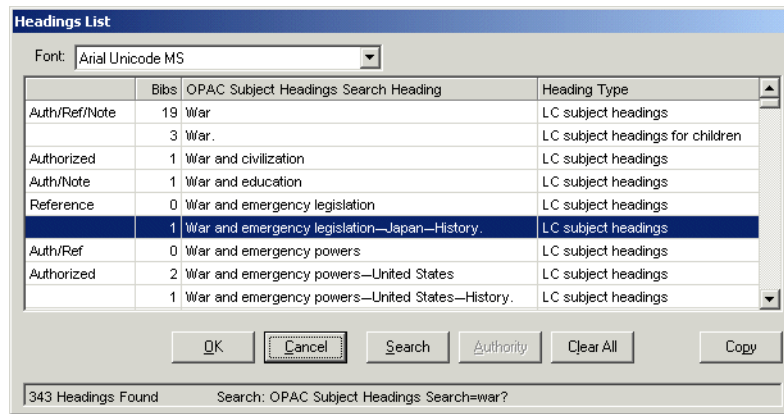 Headings List
Font: Arial Unicode MS
Bibs OPAC Subject Headings Search Heading Heading Type
Auth/Ref/Note 19 War LC subject headings
3 War. LC subject headings for children
Authorized 1 War and civilization LC subject headings
Auth/Note 1 War and education LC subject headings
Reference 0 War and emergency legislation LC subject headings
1 War and emergency legislation—Japan—History. LC subject headings
Auth/Ref 0 War and emergency powers LC subject headings
Authorized 2 War and emergency powers—United States LC subject headings
1 War and emergency powers—United States—History. LC subject headings
OK Cancel Search Authority Clear All Copy
343 Headings Found Search: OPAC Subject Headings Search=war?